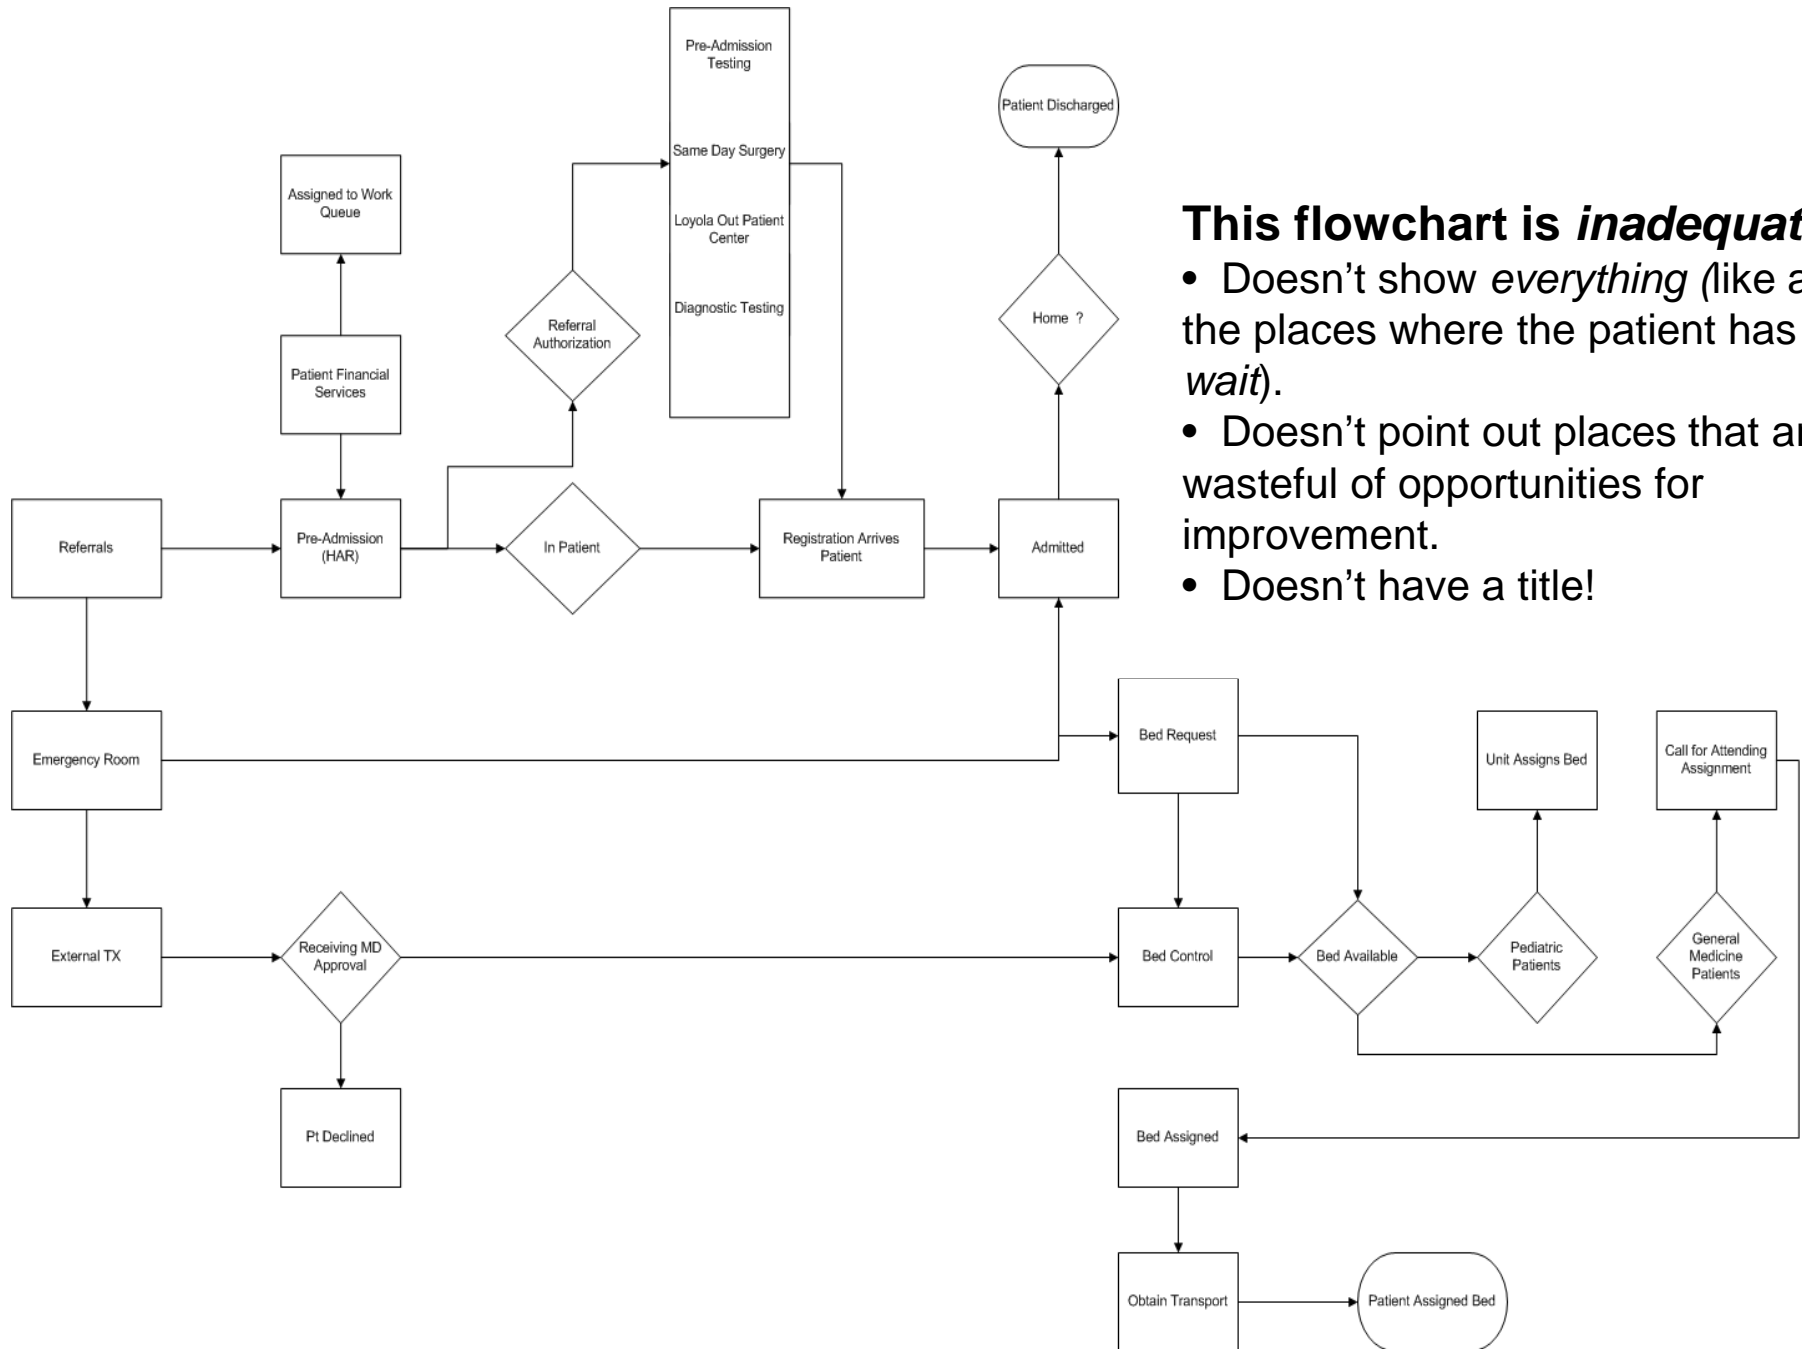 Pre-Admission
Testing
Same Day Surgery
Loyola Out Patient
Center
Diagnostic Testing
Patient Discharged
Assigned to Work
Queue
Patient Financial
Services
Referral
Authorization
Home ?
This flowchart is inadequat
• Doesn’t show everything (like a
the places where the patient has
wait).
• Doesn’t point out places that ar
wasteful of opportunities for
improvement.
• Doesn’t have a title!
Referrals
Pre-Admission
(HAR)
In Patient
Registration Arrives
Patient
Admitted
Emergency Room
Bed Request
Unit Assigns Bed
Call for Attending
Assignment
External TX
Receiving MD
Approval
Bed Control
Bed Available
Pediatric
Patients
General
Medicine
Patients
Pt Declined
Bed Assigned
Obtain Transport
Patient Assigned Bed